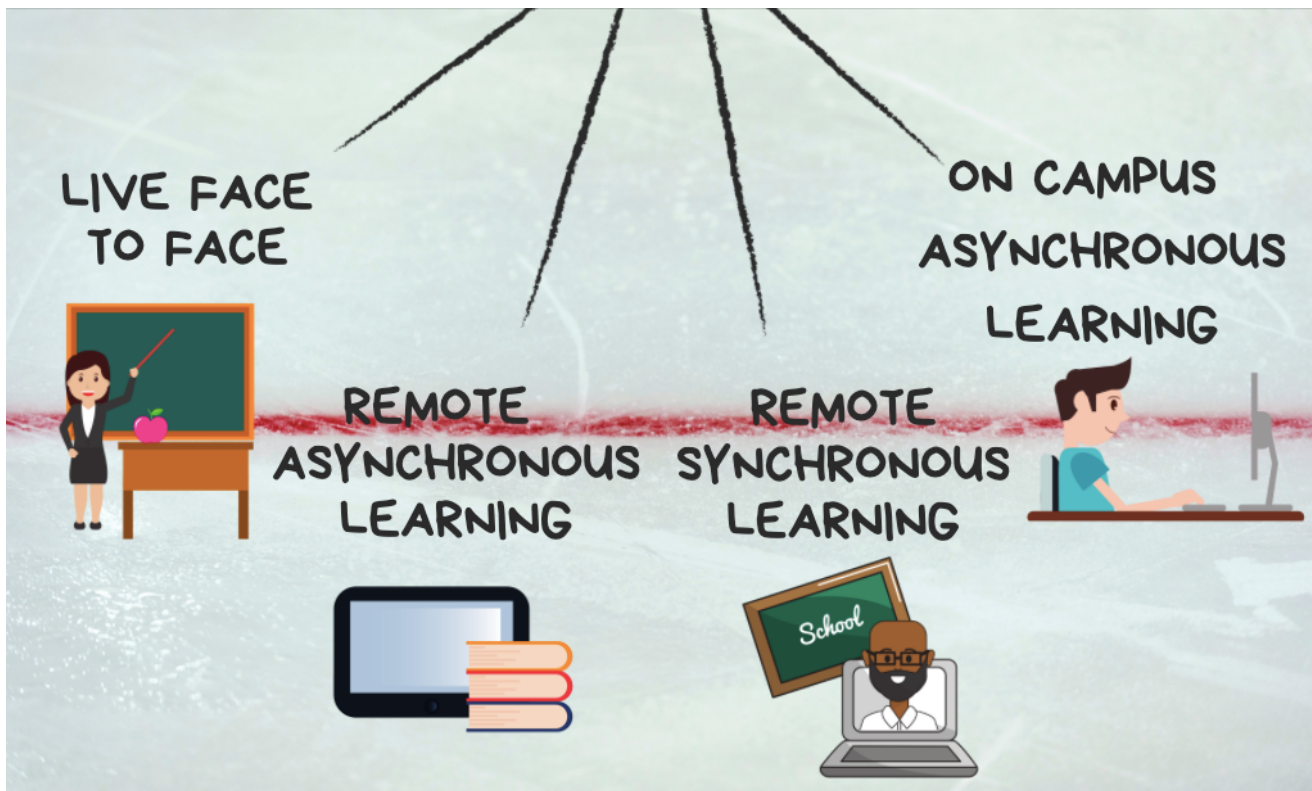 LIVE FACE
TO FACE
REMOTE
ASYNCHRONOUS
LEARNING
REMOTE
SYNCHRONOUS
LEARNING
School
ON CAMPUS
ASYNCHRONOUS
LEARNING